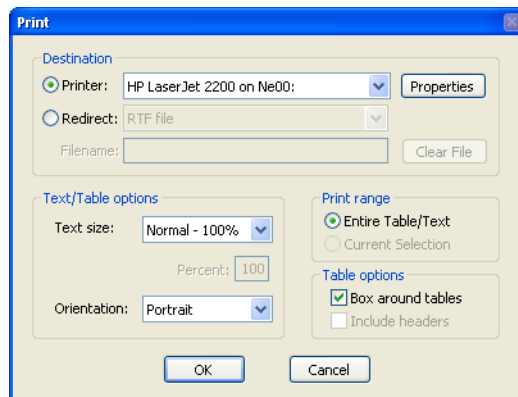 Print
Destination
Printer: HP LaserJet 2200 on Ne00: Properties
Redirect: RTF file
Filename: Clear File
Text/Table options
Text size: Normal - 100%
Percent: 100
Orientation: Portrait
Print range
Entire Table/Text
Current Selection
Table options
Box around tables
Include headers
OK Cancel